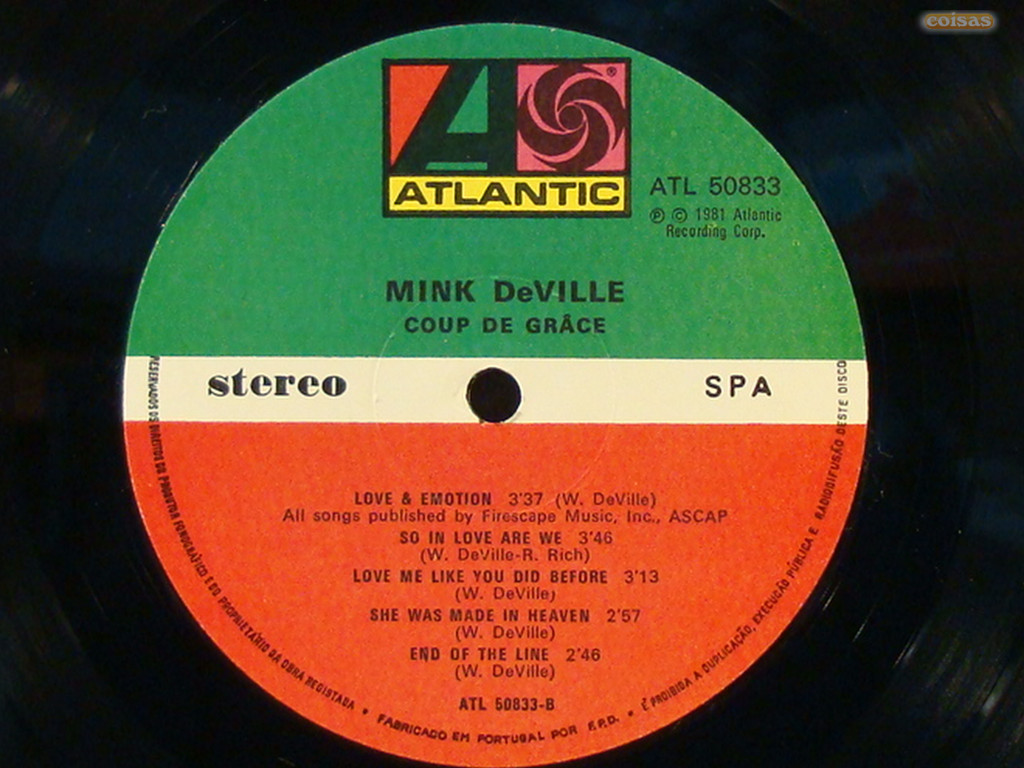 coisas
ATLANTIC
®
ATL 50833
℗ © 1981 Atlantic
Recording Corp.
MINK DeVILLE
COUP DE GRÂCE
stereo
SPA
LOVE & EMOTION 3'37 (W. DeVille)
All songs published by Firescape Music, Inc., ASCAP
SO IN LOVE ARE WE 3'46
(W. DeVille-R. Rich)
LOVE ME LIKE YOU DID BEFORE 3'13
(W. DeVille)
SHE WAS MADE IN HEAVEN 2'57
(W. DeVille)
END OF THE LINE 2'46
(W. DeVille)
ATL 50833-B
RESERVADOS OS DIREITOS DO PRODUTOR FONOGRÁFICO E DO PROPRIETÁRIO DA OBRA REGISTADA • FABRICADO EM PORTUGAL POR F.P.D. • É PROIBIDA A DUPLICAÇÃO, EXECUÇÃO PÚBLICA E RADIODIFUSÃO DESTE DISCO